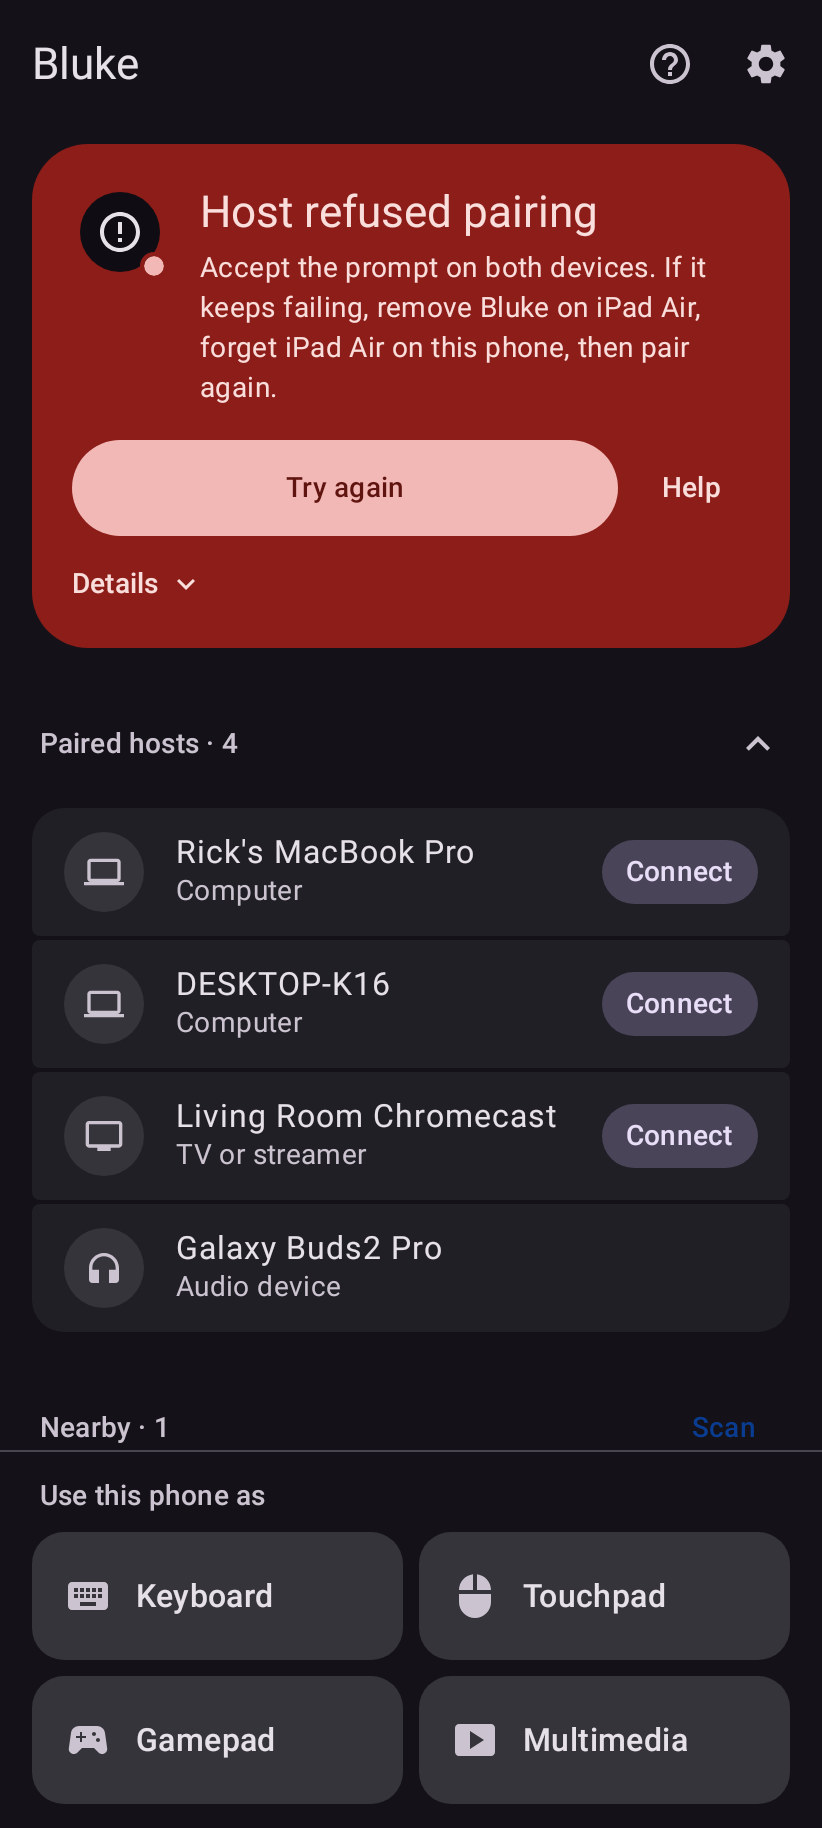 Bluke
Host refused pairing
Accept the prompt on both devices. If it
keeps failing, remove Bluke on iPad Air,
forget iPad Air on this phone, then pair
again.
Try again
Help
Details
Paired hosts · 4
Rick's MacBook Pro
Computer
Connect
DESKTOP-K16
Computer
Connect
Living Room Chromecast
TV or streamer
Connect
Galaxy Buds2 Pro
Audio device
Nearby · 1
Scan
Use this phone as
Keyboard
Touchpad
Gamepad
Multimedia